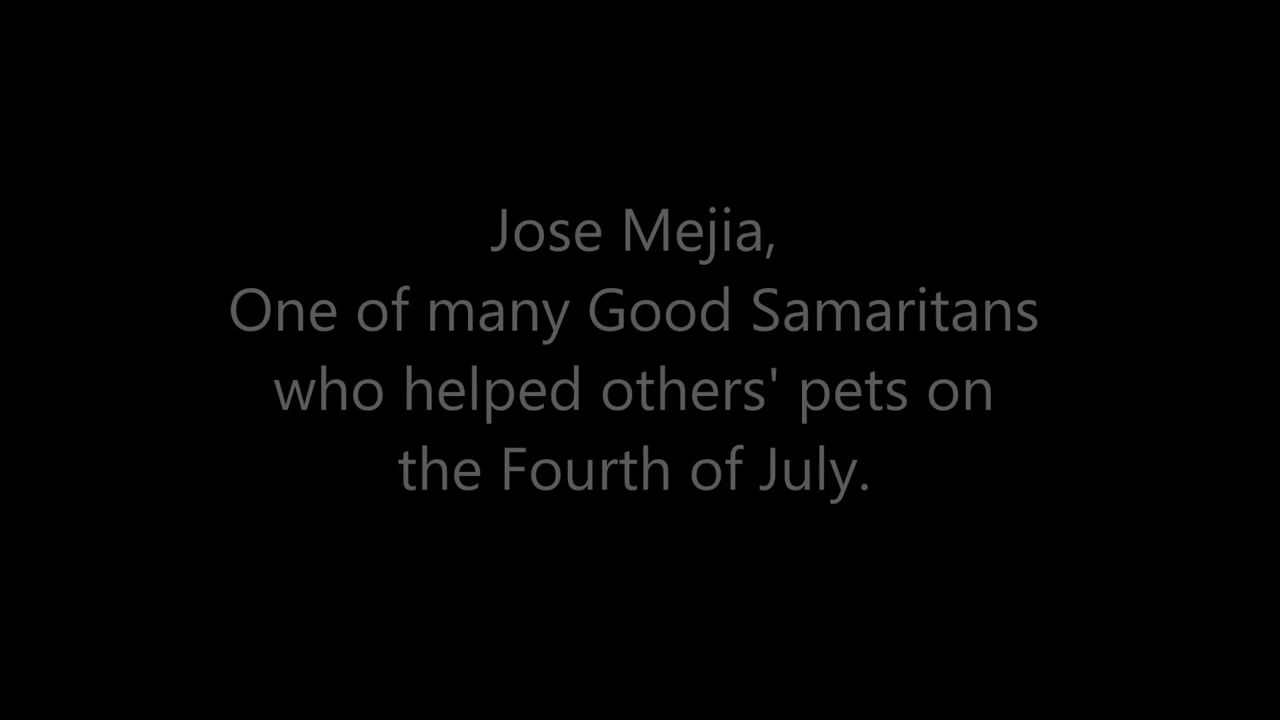 Jose Mejia,
One of many Good Samaritans
who helped others' pets on
the Fourth of July.